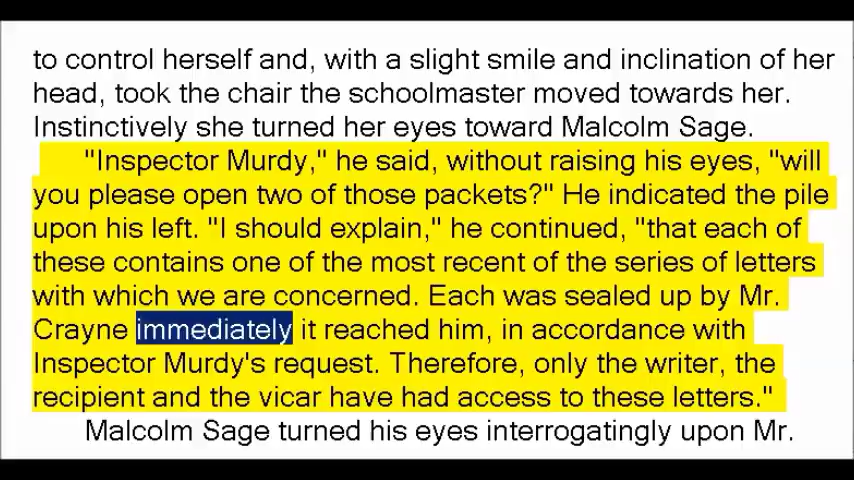 to control herself and, with a slight smile and inclination of her
head, took the chair the schoolmaster moved towards her.
Instinctively she turned her eyes toward Malcolm Sage.
"Inspector Murdy," he said, without raising his eyes, "will
you please open two of those packets?" He indicated the pile
upon his left. "I should explain," he continued, "that each of
these contains one of the most recent of the series of letters
with which we are concerned. Each was sealed up by Mr.
Crayne immediately it reached him, in accordance with
Inspector Murdy's request. Therefore, only the writer, the
recipient and the vicar have had access to these letters."
Malcolm Sage turned his eyes interrogatingly upon Mr.